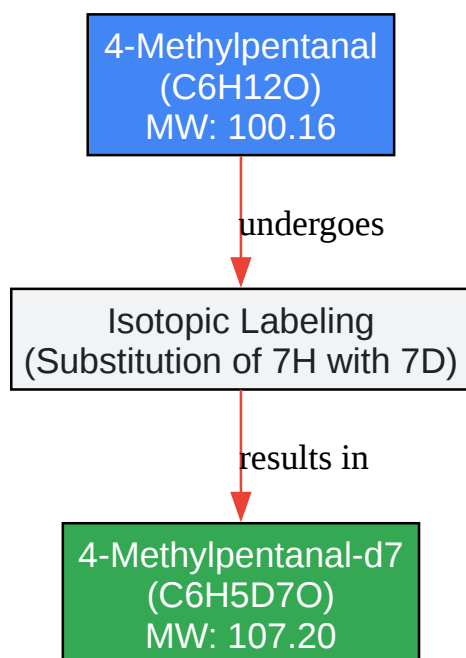 4-Methylpentanal
(C6H12O)
MW: 100.16
undergoes
Isotopic Labeling
(Substitution of 7H with 7D)
results in
4-Methylpentanal-d7
(C6H5D7O)
MW: 107.20